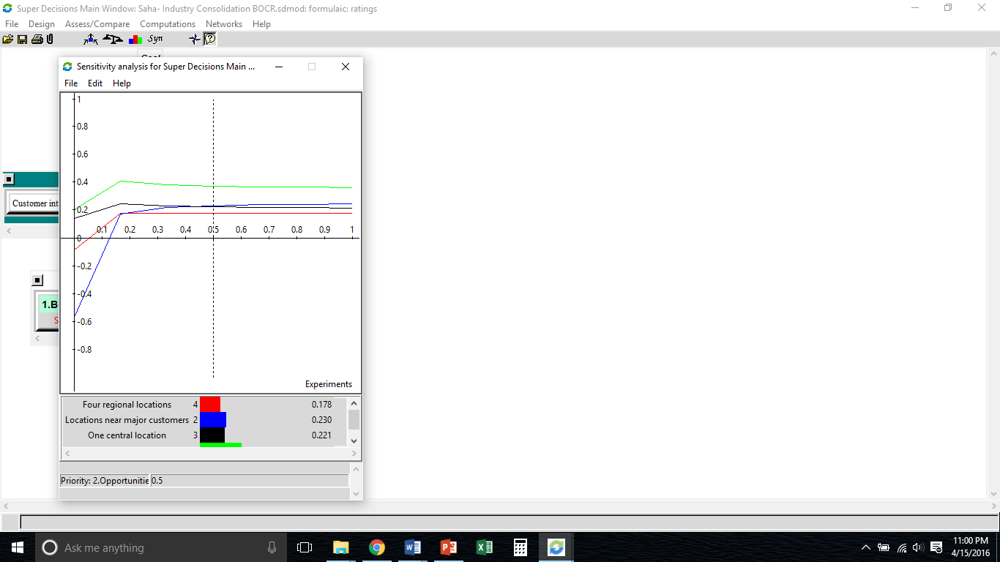 Super Decisions Main Window: Saha- Industry Consolidation BOCR.sdmod: formulaic: ratings
File Design Assess/Compare Computations Networks Help
Syn
Sensitivity analysis for Super Decisions Main ...
File Edit Help
1
0.8
0.6
0.4
0.2
0.1 0.2 0.3 0.4 0.5 0.6 0.7 0.8 0.9 1
0
-0.2
-0.4
-0.6
-0.8
Experiments
Customer int
1.B
S
Four regional locations 4 0.178
Locations near major customers 2 0.230
One central location 3 0.221
Priority: 2.Opportunitie 0.5
Ask me anything
11:00 PM
4/15/2016